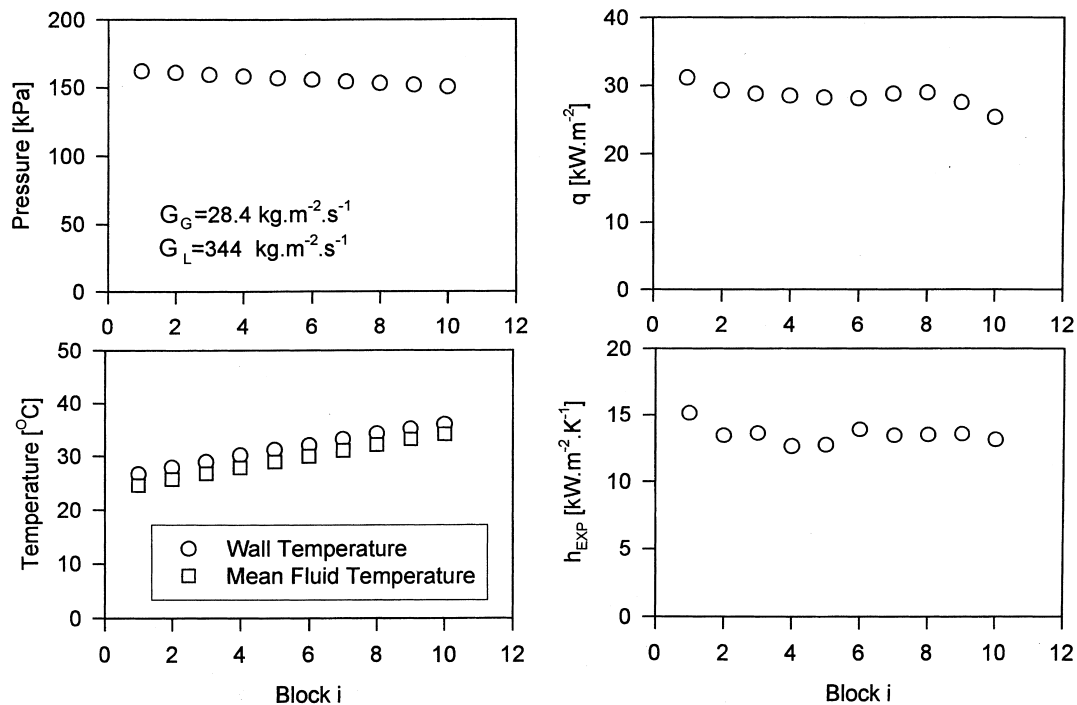 200
150
100
50
0
Pressure [kPa]
G_G=28.4 kg.m^-2.s^-1
G_L=344 kg.m^-2.s^-1
0 2 4 6 8 10 12
40
30
20
10
0
q [kW.m^-2]
0 2 4 6 8 10 12
50
40
30
20
10
0
Temperature [°C]
Wall Temperature
Mean Fluid Temperature
0 2 4 6 8 10 12
Block i
20
15
10
5
0
h_EXP [kW.m^-2.K^-1]
0 2 4 6 8 10 12
Block i